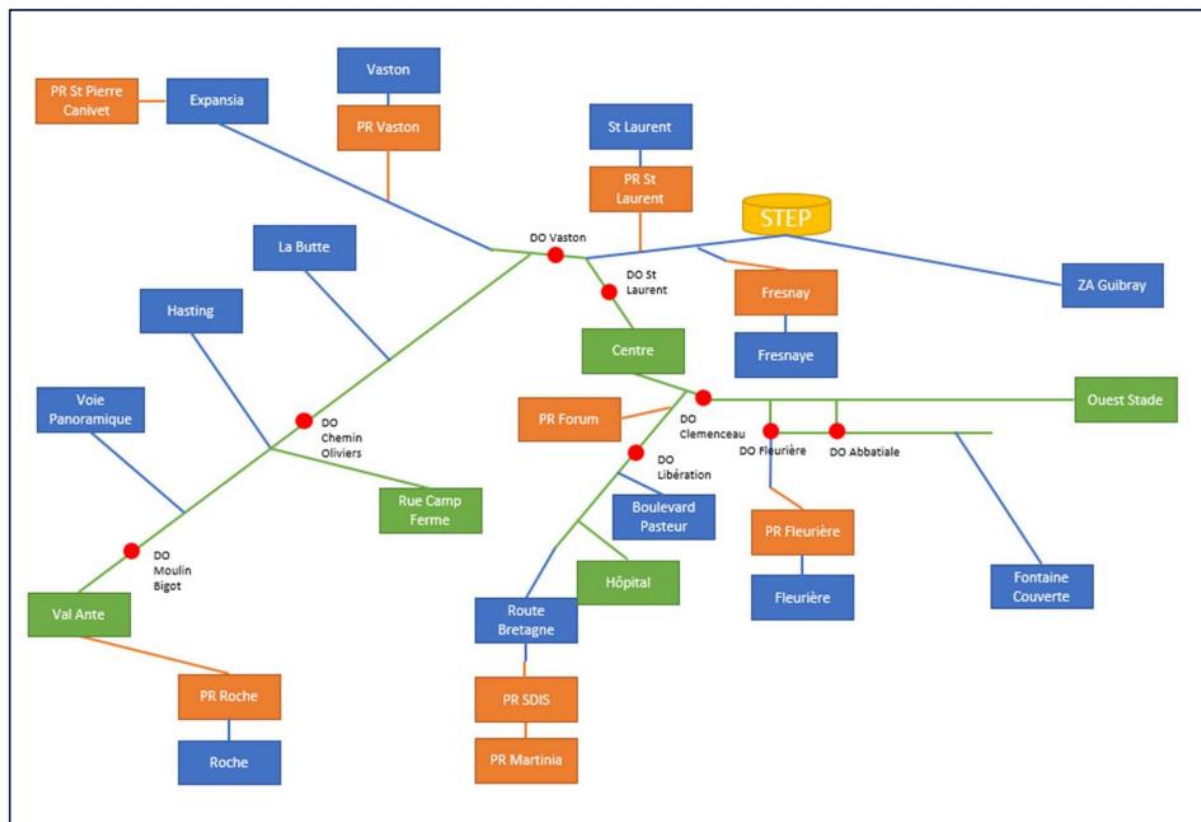 Vaston
PR St Pierre
Canivet
Expansia
PR Vaston
St Laurent
PR St
Laurent
STEP
DO Vaston
La Butte
DO St
Laurent
ZA Guibray
Fresnay
Hasting
Centre
Fresnaye
Voie
Panoramique
PR Forum
DO
Clemenceau
Ouest Stade
DO
Chemin
Oliviers
DO Fleurière
DO Abbatiale
DO
Libération
Rue Camp
Ferme
Boulevard
Pasteur
PR Fleurière
DO
Moulin
Bigot
Hôpital
Fleurière
Fontaine
Couverte
Val Ante
Route
Bretagne
PR Roche
PR SDIS
Roche
PR Martinia